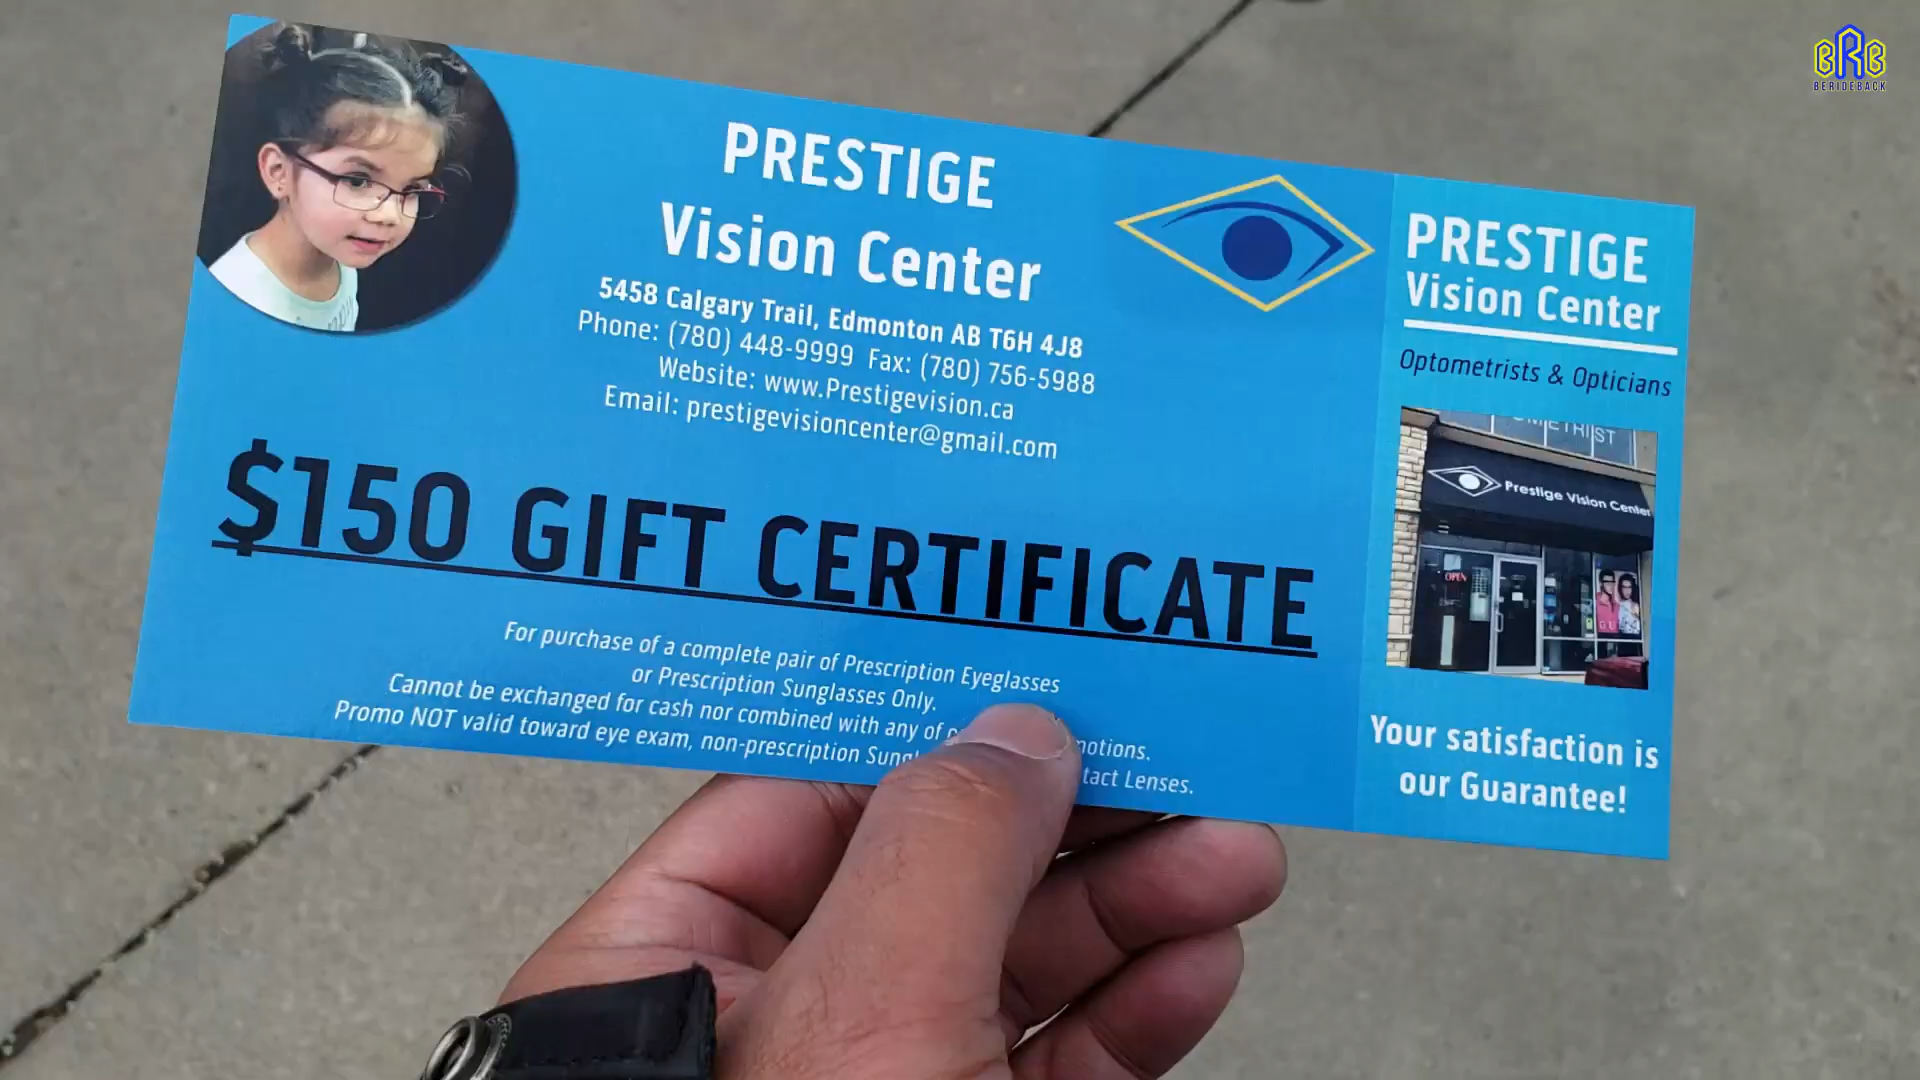 PRESTIGE
Vision Center
5458 Calgary Trail, Edmonton AB T6H 4J8
Phone: (780) 448-9999 Fax: (780) 756-5988
Website: www.Prestigevision.ca
Email: prestigevisioncenter@gmail.com
$150 GIFT CERTIFICATE
For purchase of a complete pair of Prescription Eyeglasses
or Prescription Sunglasses Only.
Cannot be exchanged for cash nor combined with any of
Promo NOT valid toward eye exam, non-prescription Lenses.
PRESTIGE
Vision Center
Optometrists & Opticians
Prestige Vision Center
OPEN
Your satisfaction is
our Guarantee!
BRB
BERIDEBACK